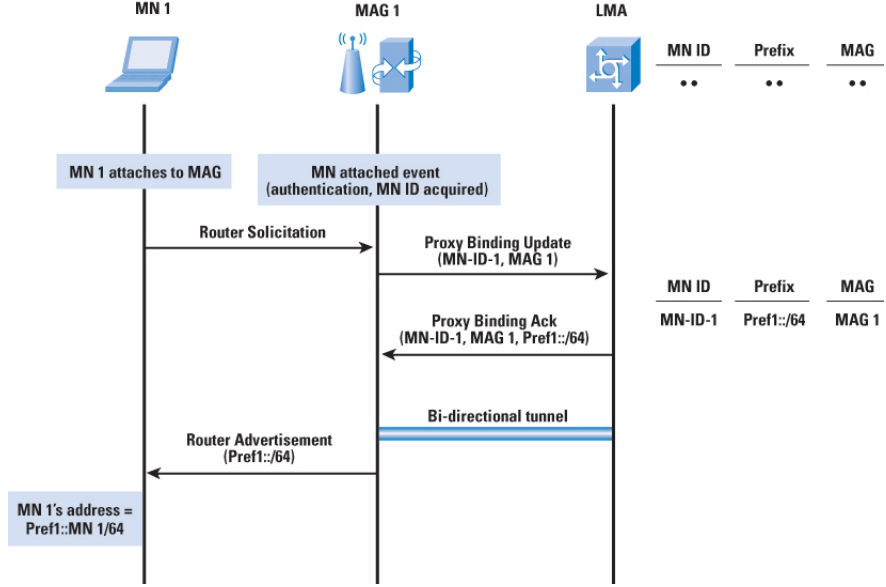 MN 1
MAG 1
LMA
MN ID Prefix MAG
•• •• ••
MN 1 attaches to MAG
MN attached event
(authentication, MN ID acquired)
Router Solicitation
Proxy Binding Update
(MN-ID-1, MAG 1)
MN ID Prefix MAG
MN-ID-1 Pref1::/64 MAG 1
Proxy Binding Ack
(MN-ID-1, MAG 1, Pref1::/64)
Bi-directional tunnel
Router Advertisement
(Pref1::/64)
MN 1's address =
Pref1::MN 1/64